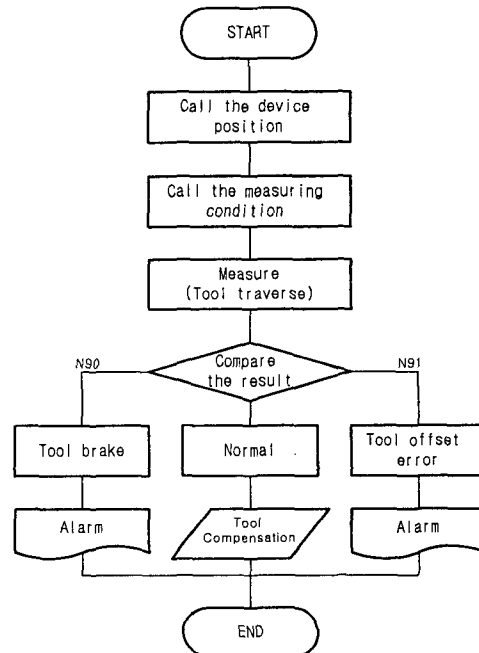 START
Call the device
position
Call the measuring
condition
Measure
(Tool traverse)
Compare
the result
N90
N91
Tool brake
Normal
Tool offset
error
Alarm
Tool
Compensation
Alarm
END